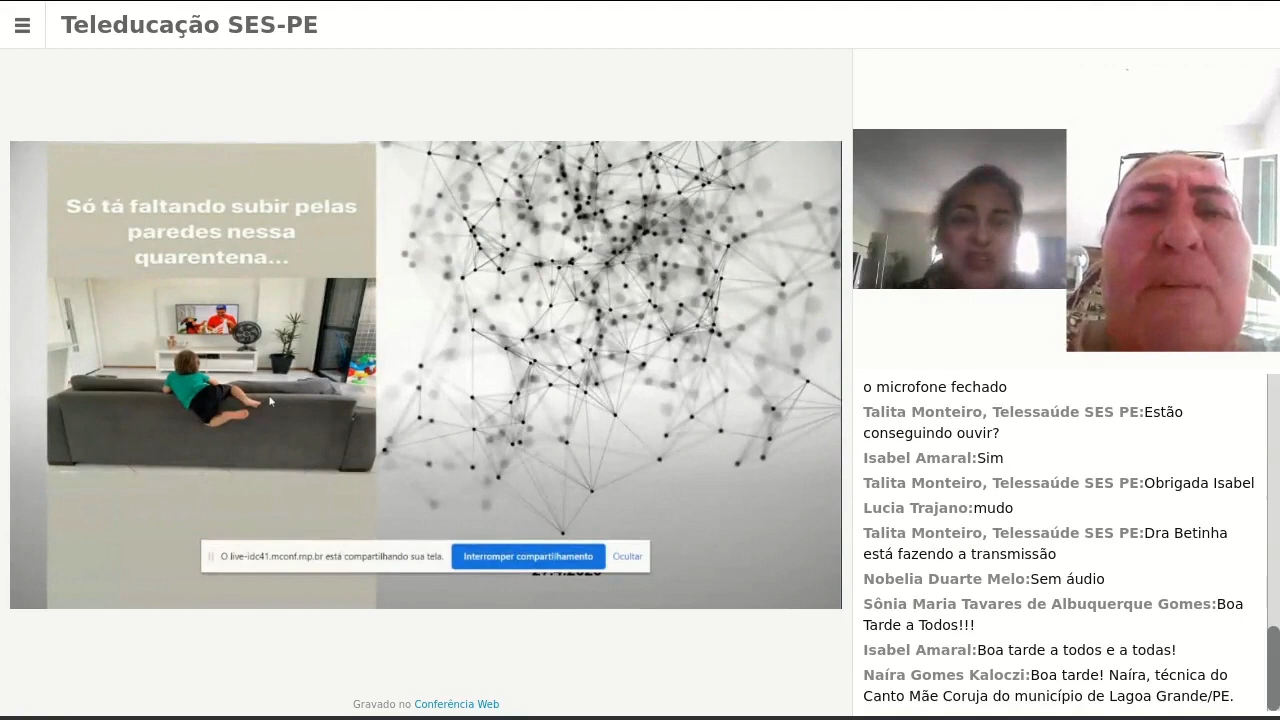 Teleducação SES-PE
Só tá faltando subir pelas
paredes nessa
quarentena...
O live-idc41.mconf.rnp.br está compartilhando sua tela.
Interromper compartilhamento
Ocultar
27.4.2020
o microfone fechado
Talita Monteiro, Telessaúde SES PE:Estão
conseguindo ouvir?
Isabel Amaral:Sim
Talita Monteiro, Telessaúde SES PE:Obrigada Isabel
Lucia Trajano:mudo
Talita Monteiro, Telessaúde SES PE:Dra Betinha
está fazendo a transmissão
Nobelia Duarte Melo:Sem áudio
Sônia Maria Tavares de Albuquerque Gomes:Boa
Tarde a Todos!!!
Isabel Amaral:Boa tarde a todos e a todas!
Naíra Gomes Kaloczi:Boa tarde! Naíra, técnica do
Canto Mãe Coruja do município de Lagoa Grande/PE.
Gravado no Conferência Web